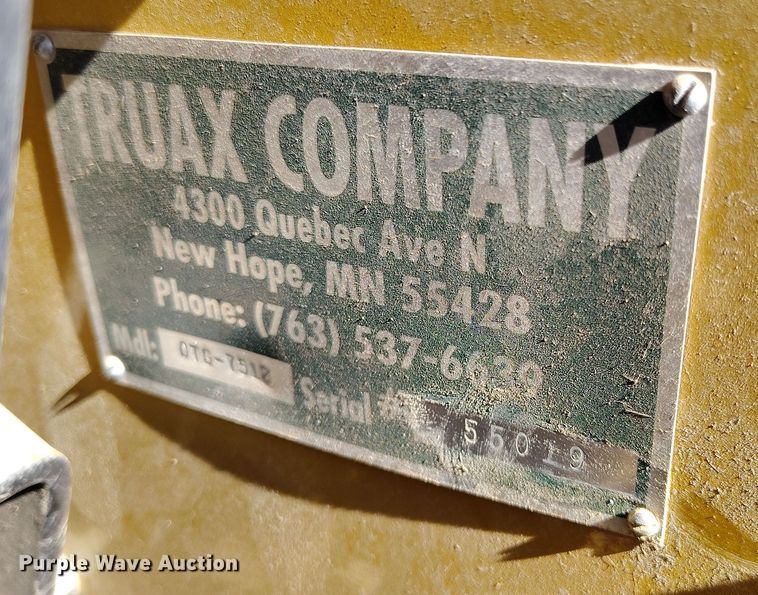 TRUAX COMPANY
4300 Quebec Ave N
New Hope, MN 55428
Phone: (763) 537-6639
Mdl: OTG-7512 Serial #
Purple Wave Auction